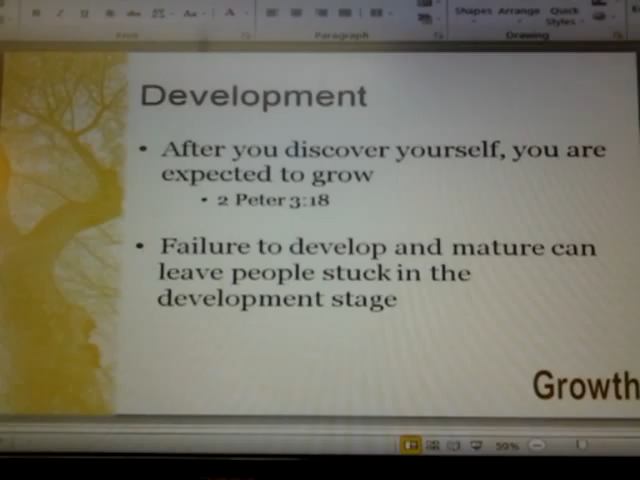 Font
Paragraph
Shapes Arrange Quick
Styles
Drawing
Development
• After you discover yourself, you are
expected to grow
• 2 Peter 3:18
• Failure to develop and mature can
leave people stuck in the
development stage
Growth
59%